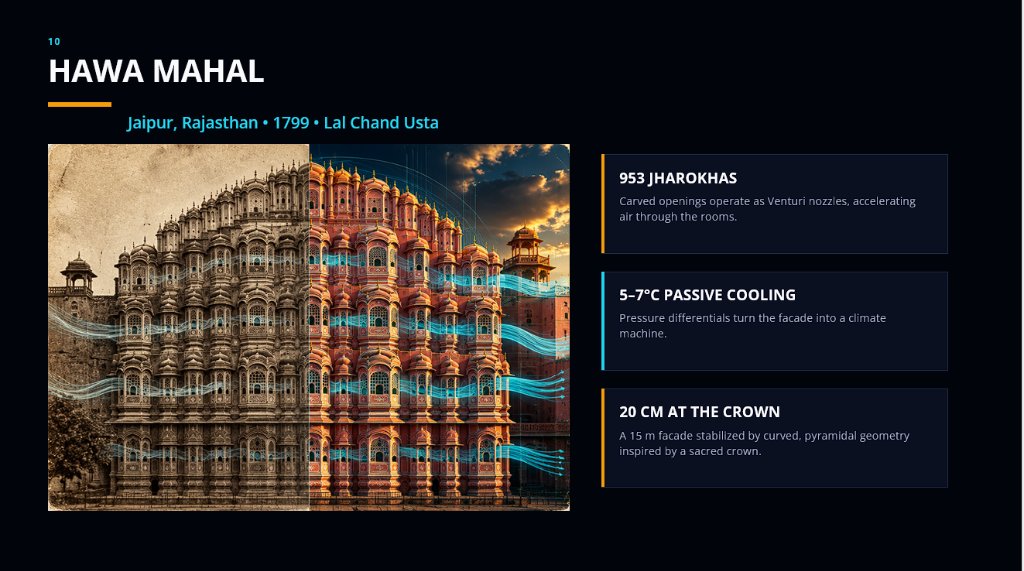 10
HAWA MAHAL
Jaipur, Rajasthan • 1799 • Lal Chand Usta
953 JHAROKHAS
Carved openings operate as Venturi nozzles, accelerating
air through the rooms.
5–7°C PASSIVE COOLING
Pressure differentials turn the facade into a climate
machine.
20 CM AT THE CROWN
A 15 m facade stabilized by curved, pyramidal geometry
inspired by a sacred crown.